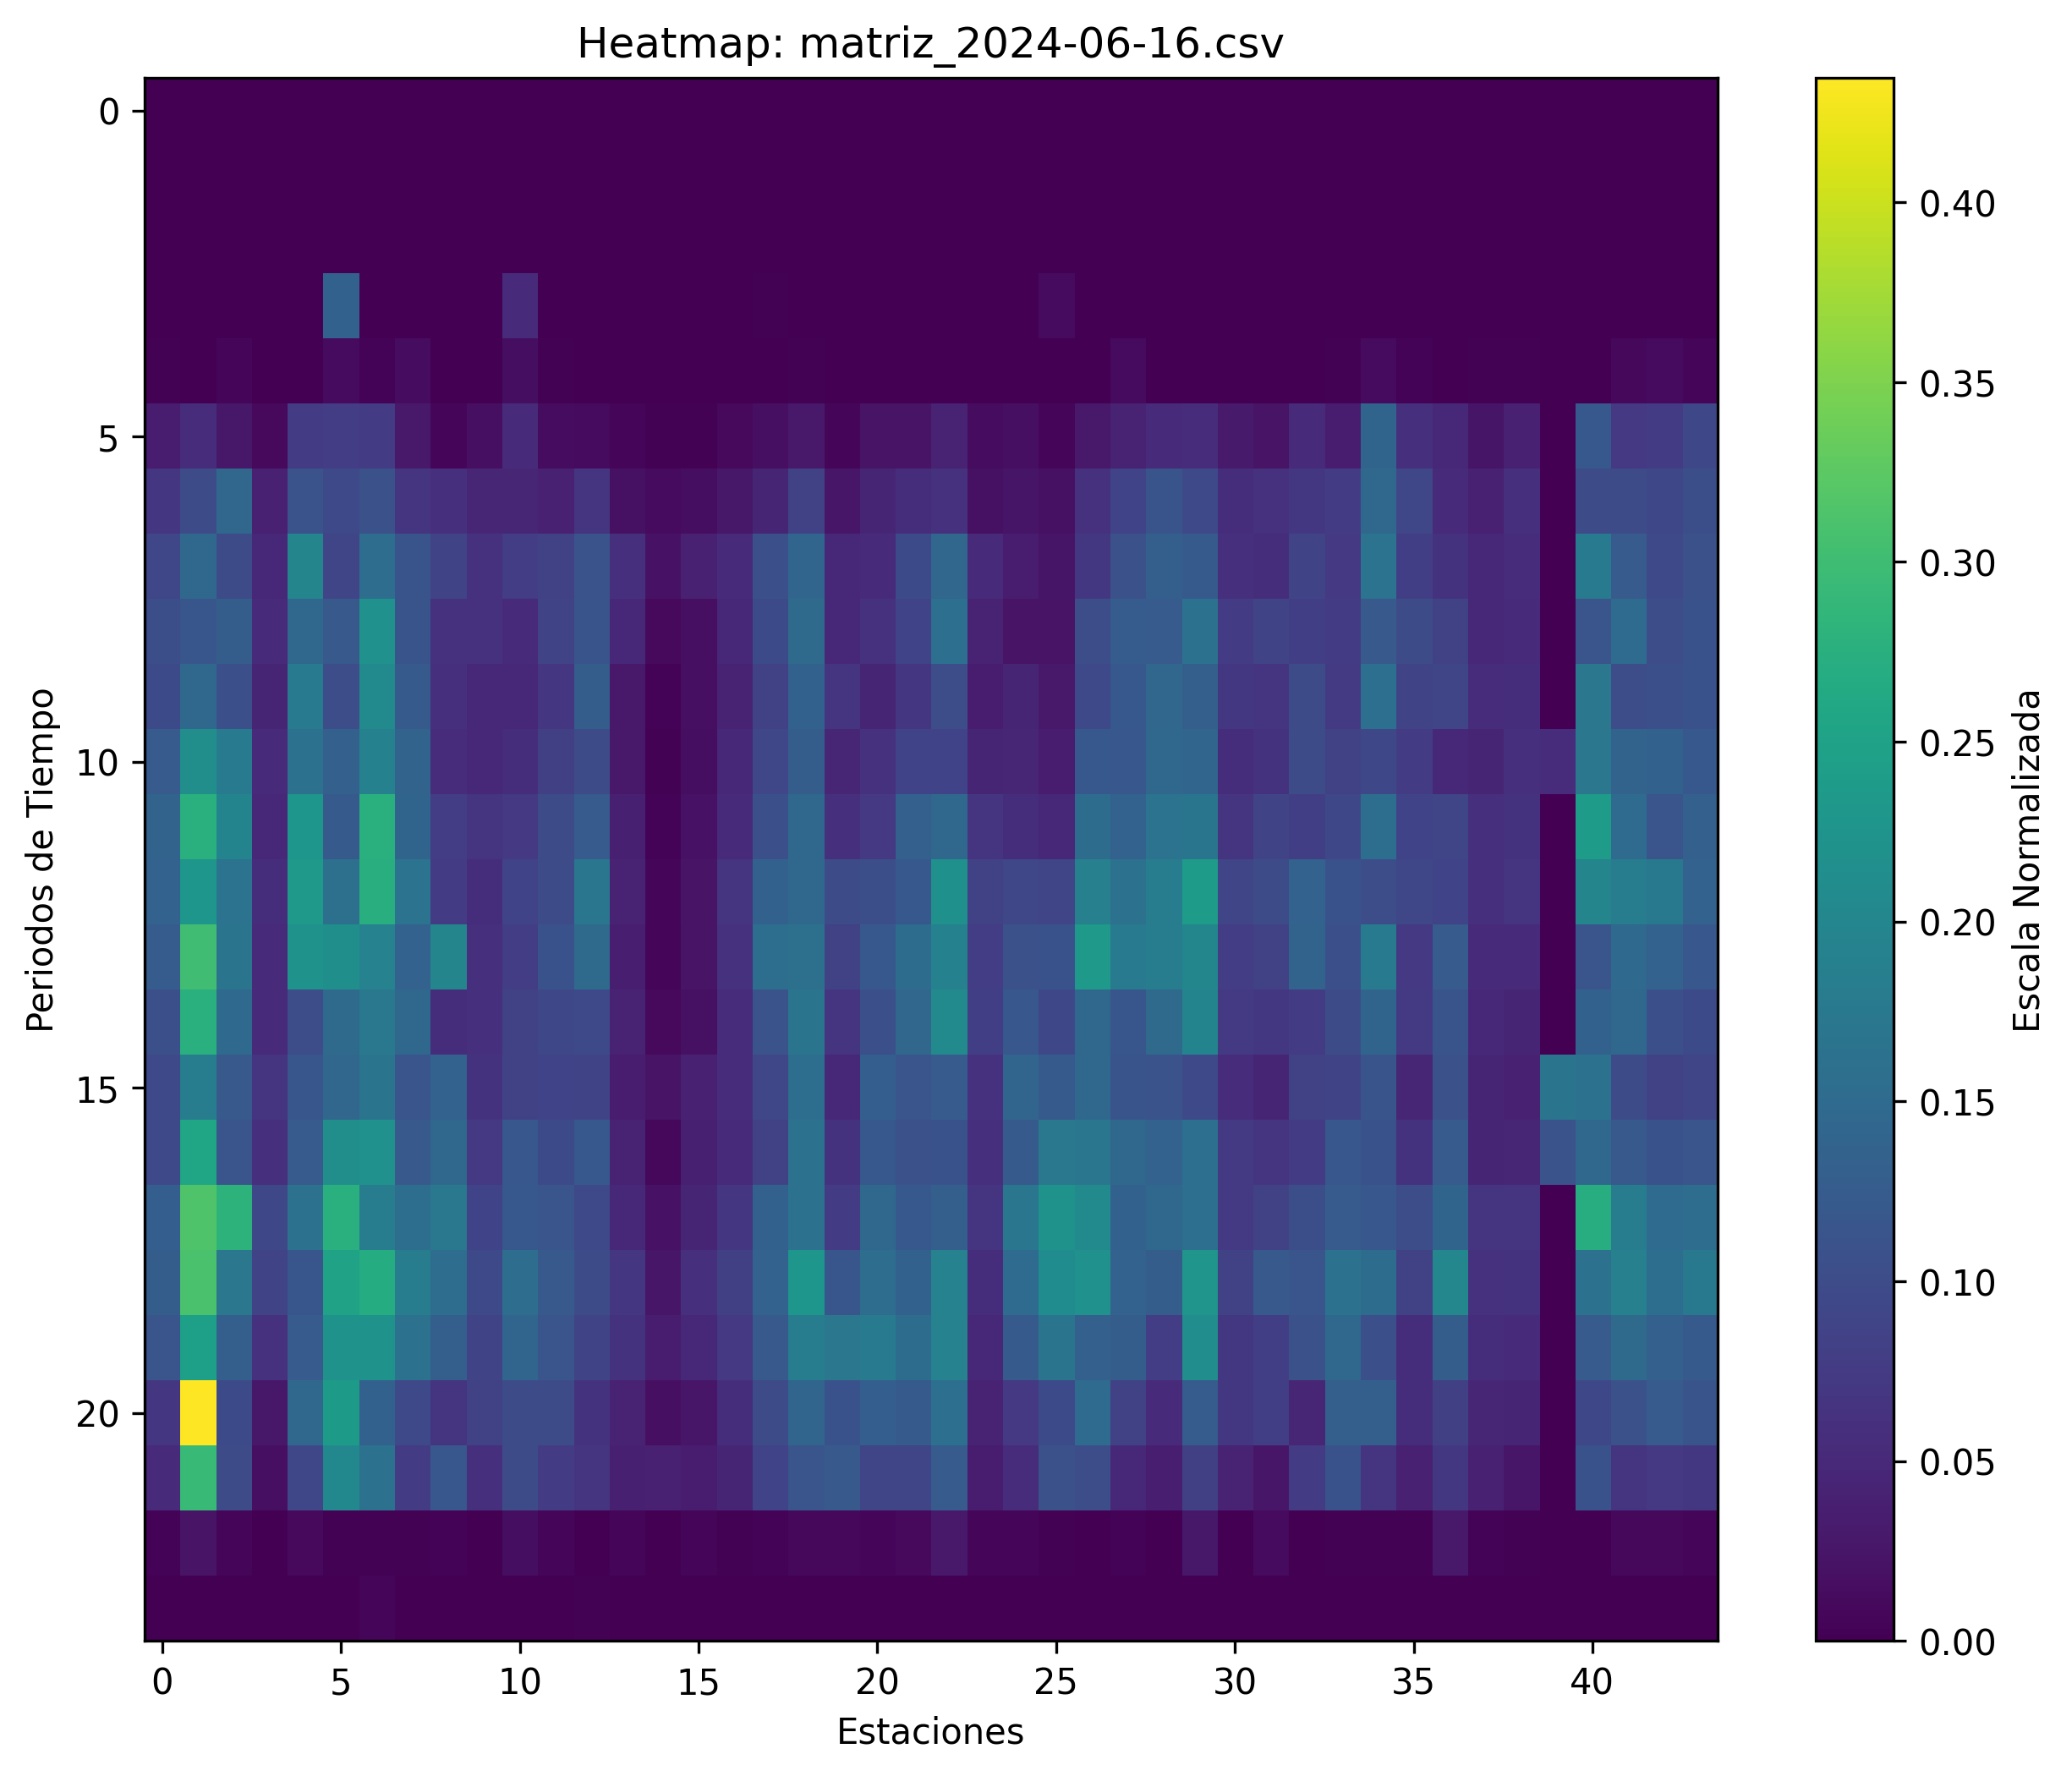 Heatmap: matriz_2024-06-16.csv
Periodos de Tiempo
0
5
10
15
20
0 5 10 15 20 25 30 35 40
Estaciones
0.40
0.35
0.30
0.25
0.20
0.15
0.10
0.05
0.00
Escala Normalizada